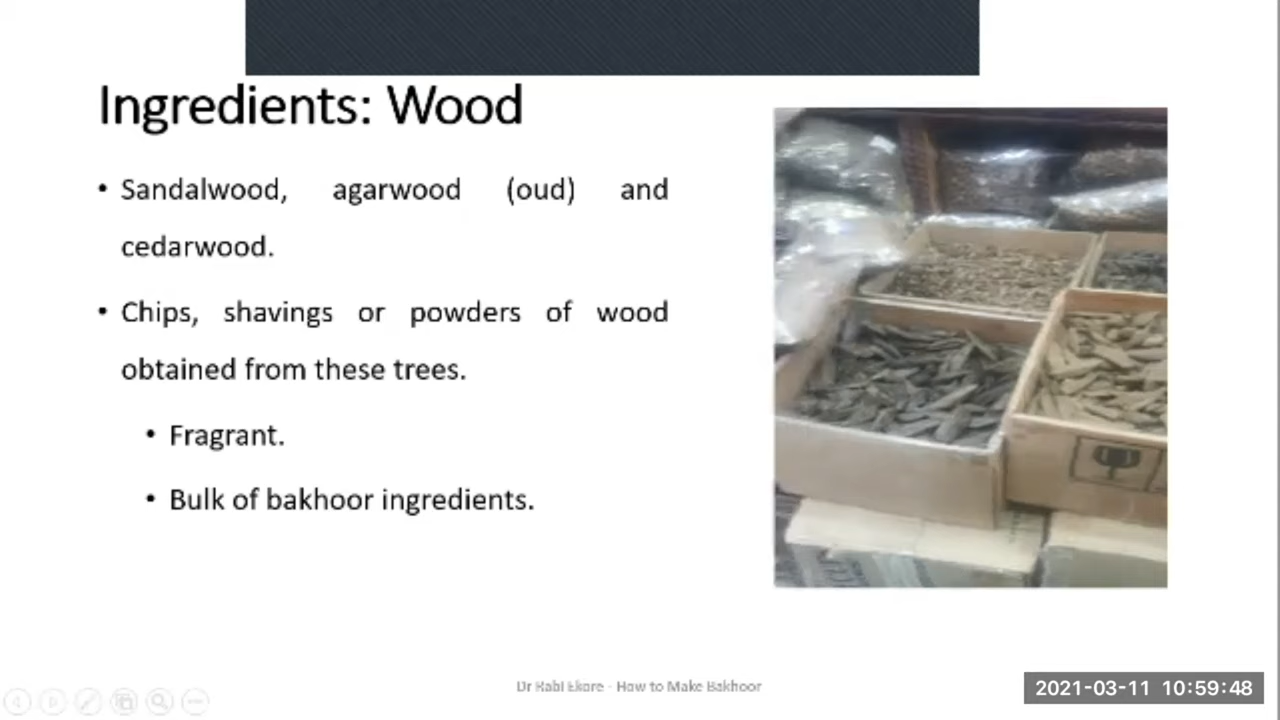 Ingredients: Wood
• Sandalwood, agarwood (oud) and
cedarwood.
• Chips, shavings or powders of wood
obtained from these trees.
• Fragrant.
• Bulk of bakhoor ingredients.
Dr Rabi Ekore - How to Make Bakhoor
2021-03-11 10:59:48